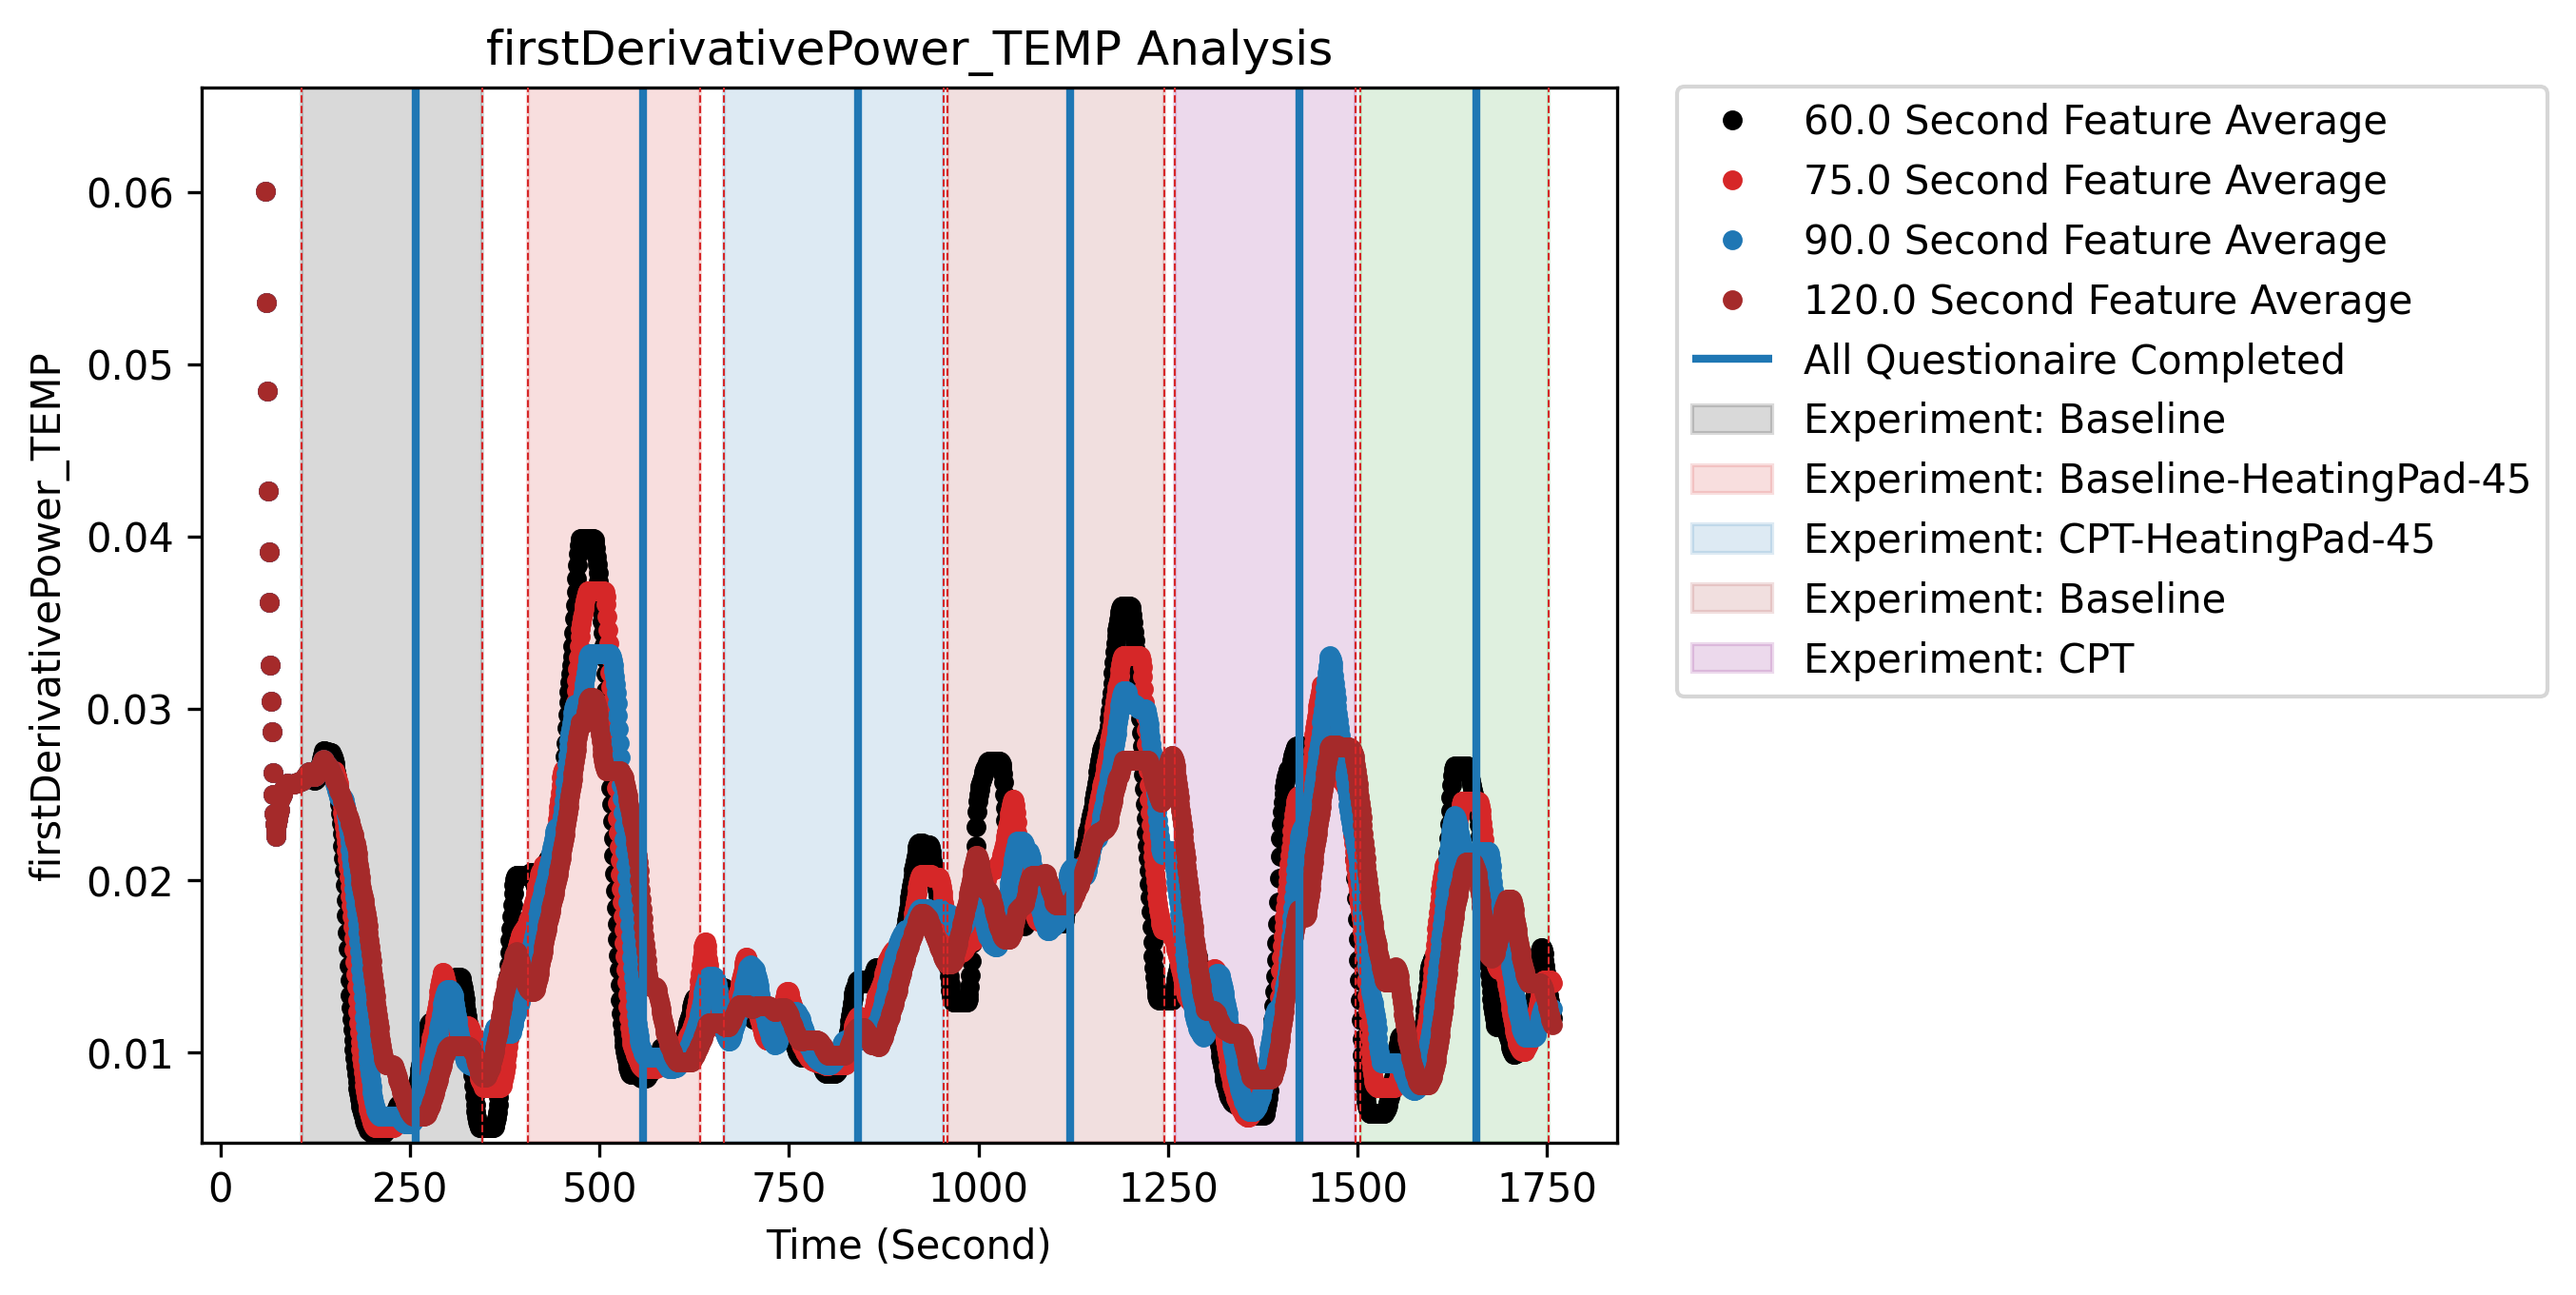 firstDerivativePower_TEMP Analysis
firstDerivativePower_TEMP
0.06
0.05
0.04
0.03
0.02
0.01
0 250 500 750 1000 1250 1500 1750
Time (Second)
60.0 Second Feature Average
75.0 Second Feature Average
90.0 Second Feature Average
120.0 Second Feature Average
All Questionaire Completed
Experiment: Baseline
Experiment: Baseline-HeatingPad-45
Experiment: CPT-HeatingPad-45
Experiment: Baseline
Experiment: CPT